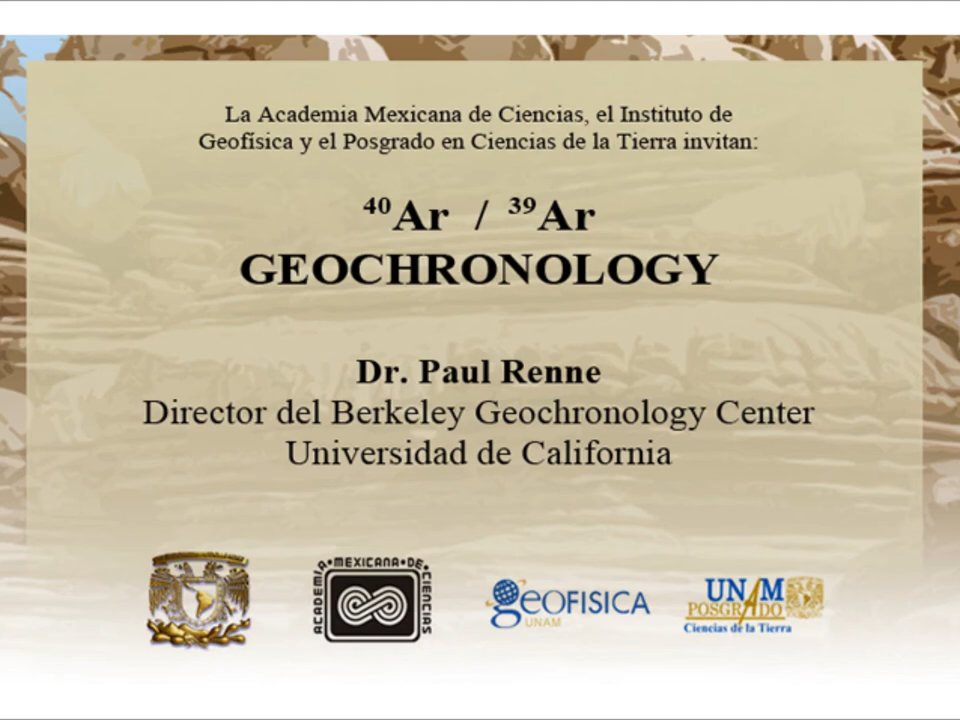 La Academia Mexicana de Ciencias, el Instituto de
Geofísica y el Posgrado en Ciencias de la Tierra invitan:
⁴⁰Ar / ³⁹Ar
GEOCHRONOLOGY
Dr. Paul Renne
Director del Berkeley Geochronology Center
Universidad de California
ACADEMIA•MEXICANA•DE•CIENCIAS
GEOFISICA
UNAM
UNAM
POSGRADO
Ciencias de la Tierra